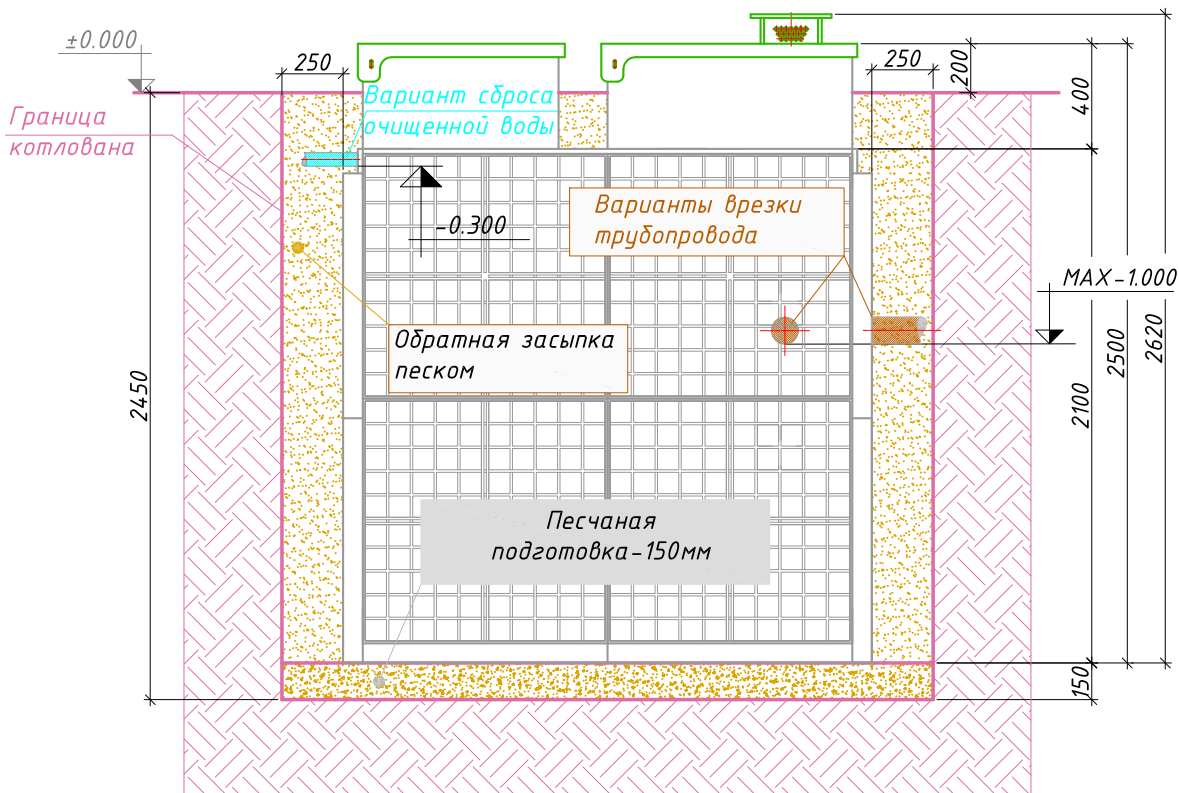 ±0.000
250
250
200
400
Граница
котлована
Вариант сброса
очищенной воды
-0.300
Варианты врезки
трубопровода
MAX-1.000
Обратная засыпка
песком
2450
2100
2500
2620
Песчаная
подготовка-150мм
150